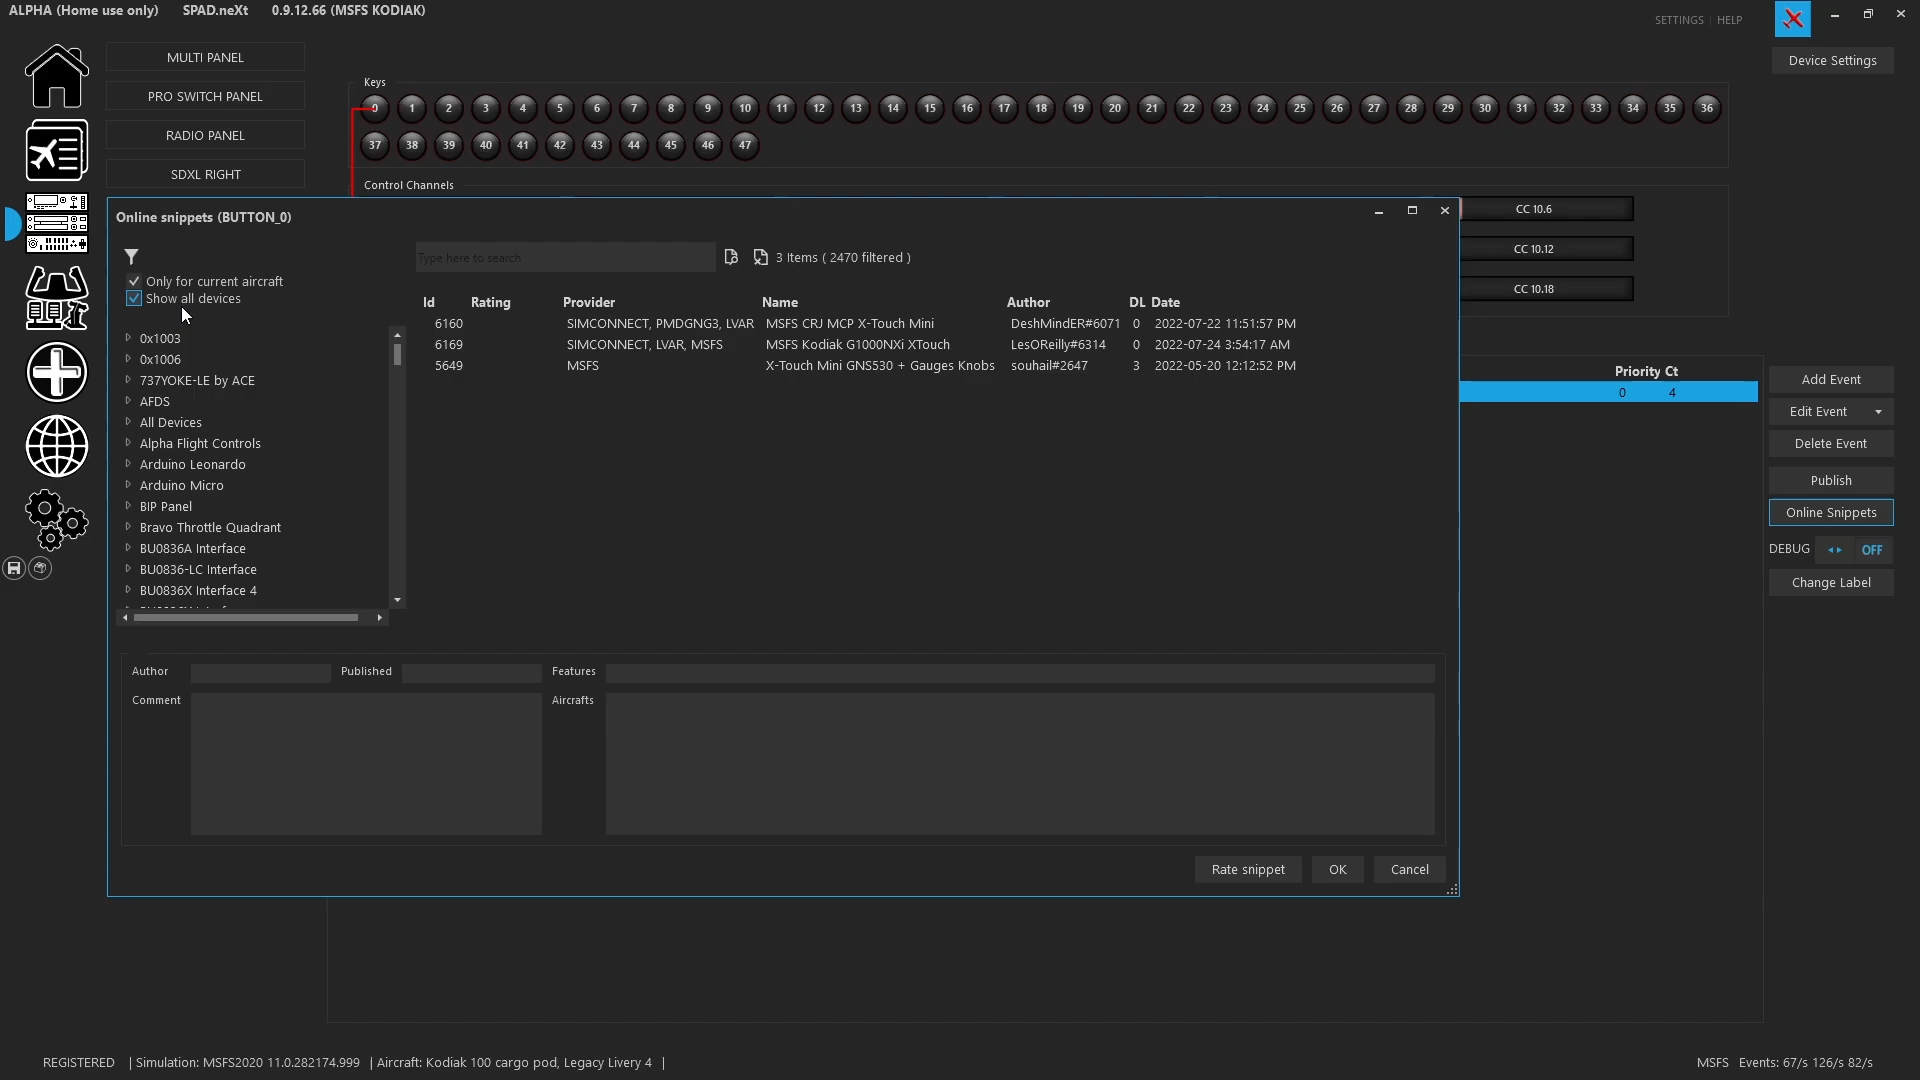 ALPHA (Home use only) SPAD.neXt 0.9.12.66 (MSFS KODIAK)
SETTINGS | HELP
Device Settings
MULTI PANEL
PRO SWITCH PANEL
RADIO PANEL
SDXL RIGHT
Keys
0 1 2 3 4 5 6 7 8 9 10 11 12 13 14 15 16 17 18 19 20 21 22 23 24 25 26 27 28 29 30 31 32 33 34 35 36
37 38 39 40 41 42 43 44 45 46 47
Control Channels
CC 10.6
CC 10.12
CC 10.18
Online snippets (BUTTON_0)
Type here to search
3 Items ( 2470 filtered )
Only for current aircraft
Show all devices
0x1003
0x1006
737YOKE-LE by ACE
AFDS
All Devices
Alpha Flight Controls
Arduino Leonardo
Arduino Micro
BIP Panel
Bravo Throttle Quadrant
BU0836A Interface
BU0836-LC Interface
BU0836X Interface 4
Id Rating Provider Name Author DL Date
6160 SIMCONNECT, PMDGNG3, LVAR MSFS CRJ MCP X-Touch Mini DeshMindER#6071 0 2022-07-22 11:51:57 PM
6169 SIMCONNECT, LVAR, MSFS MSFS Kodiak G1000NXi XTouch LesOReilly#6314 0 2022-07-24 3:54:17 AM
5649 MSFS X-Touch Mini GNS530 + Gauges Knobs souhail#2647 3 2022-05-20 12:12:52 PM
Author Published Features
Comment Aircrafts
Rate snippet OK Cancel
Priority Ct
0 4
Add Event
Edit Event
Delete Event
Publish
Online Snippets
DEBUG OFF
Change Label
REGISTERED | Simulation: MSFS2020 11.0.282174.999 | Aircraft: Kodiak 100 cargo pod, Legacy Livery 4 |
MSFS Events: 67/s 126/s 82/s